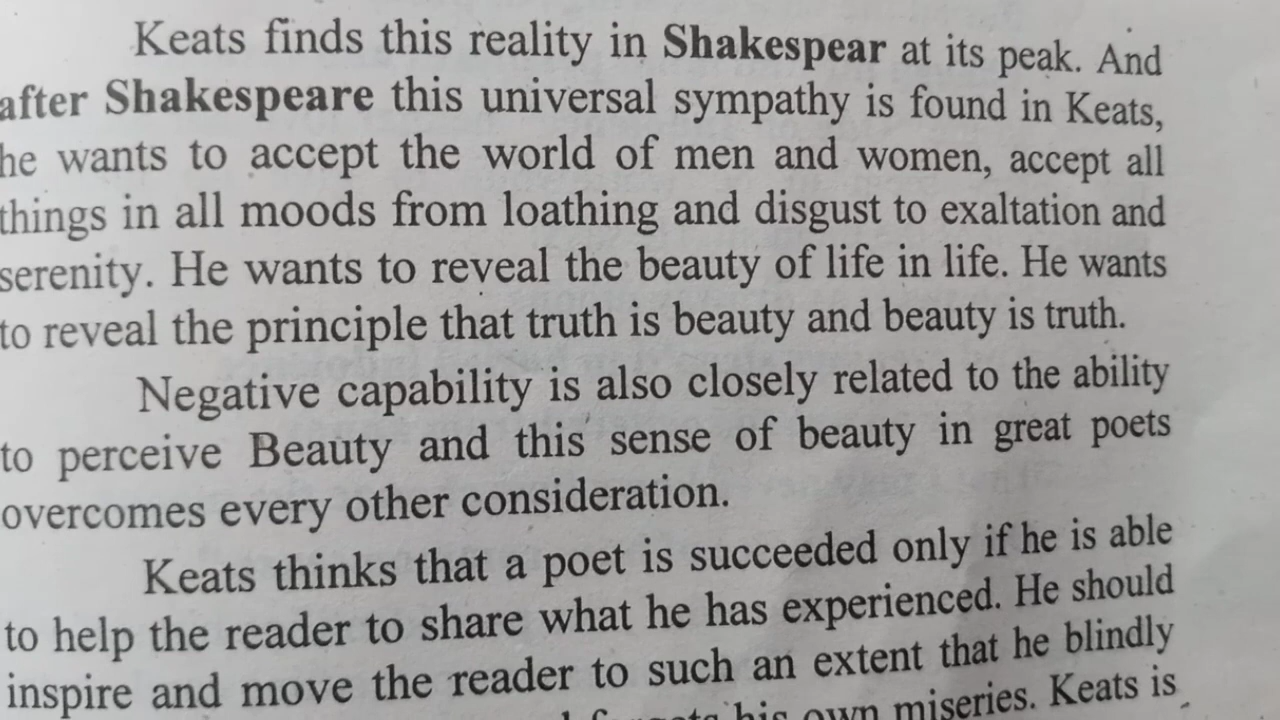 Keats finds this reality in Shakespear at its peak. And
after Shakespeare this universal sympathy is found in Keats,
he wants to accept the world of men and women, accept all
things in all moods from loathing and disgust to exaltation and
serenity. He wants to reveal the beauty of life in life. He wants
to reveal the principle that truth is beauty and beauty is truth.
Negative capability is also closely related to the ability
to perceive Beauty and this sense of beauty in great poets
overcomes every other consideration.
Keats thinks that a poet is succeeded only if he is able
to help the reader to share what he has experienced. He should
inspire and move the reader to such an extent that he blindly
his own miseries. Keats is